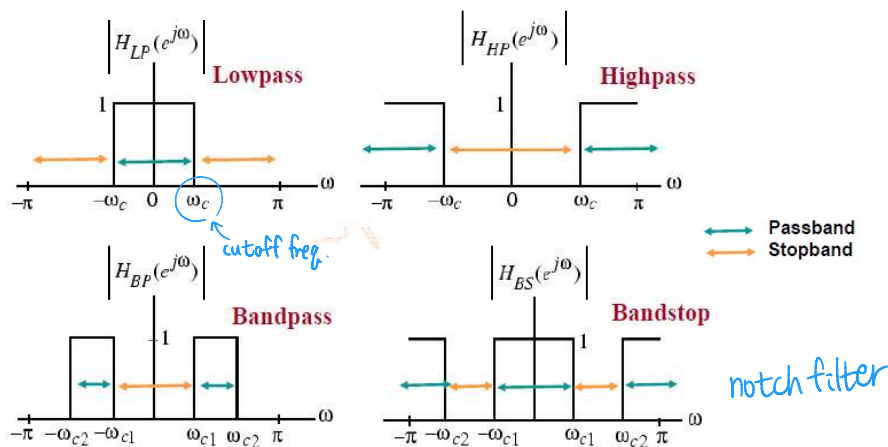 |H_LP(e^jω)|
Lowpass
1
−π −ω_c 0 ω_c π ω
cutoff freq.
|H_HP(e^jω)|
Highpass
1
−π −ω_c 0 ω_c π ω
Passband
Stopband
|H_BP(e^jω)|
Bandpass
1
−π −ω_c2 −ω_c1 ω_c1 ω_c2 π ω
|H_BS(e^jω)|
Bandstop
1
−π −ω_c2 −ω_c1 ω_c1 ω_c2 π ω
notch filter